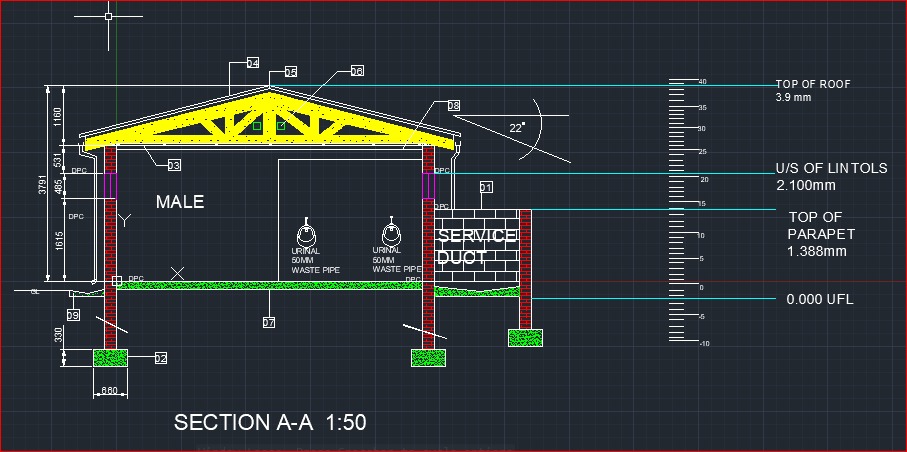 04
05
06
40
TOP OF ROOF
3.9 mm
35
1160
08
22°
30
531
03
25
DPC
DPC
U/S OF LINTOLS
2.100mm
20
3791
485
01
MALE
15
DPC
DPC
TOP OF
PARAPET
1.388mm
Y
1615
SERVICE
DUCT
10
URINAL
50MM
WASTE PIPE
URINAL
50MM
WASTE PIPE
5
X
DPC
DPC
0
GL
0.000 UFL
09
07
-5
330
02
-10
660
SECTION A-A 1:50